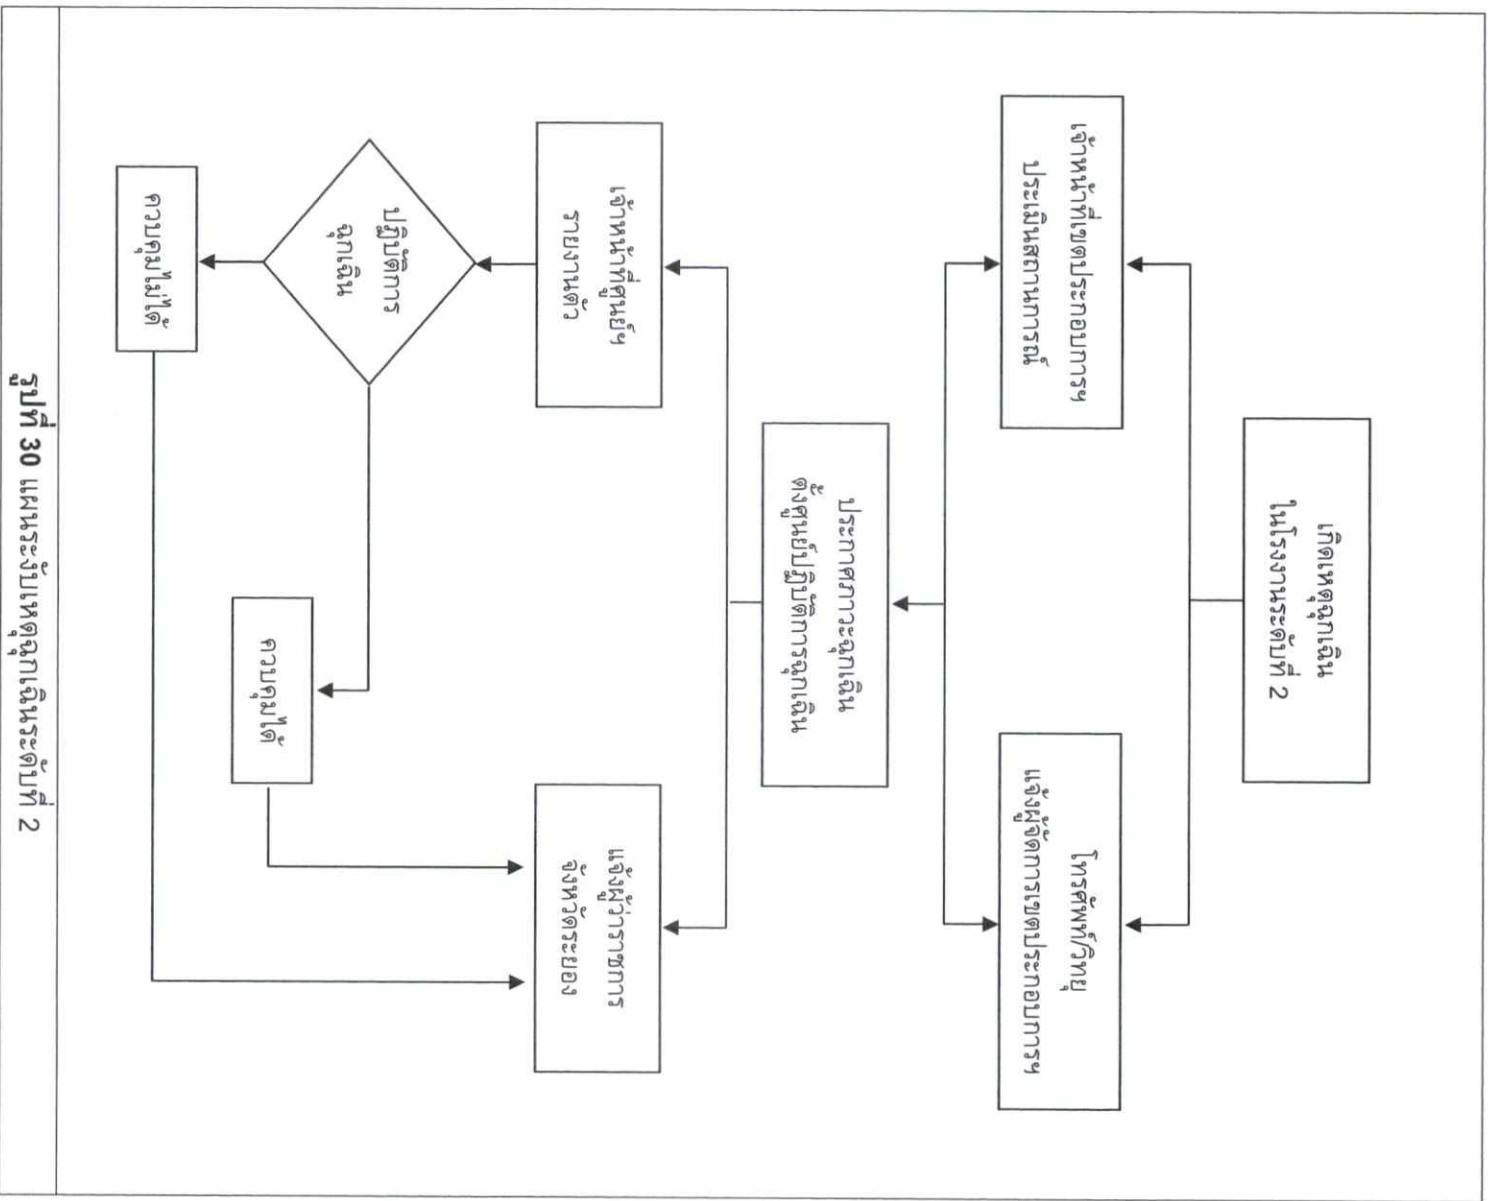 เกิดเหตุฉุกเฉิน
ในโรงงานระดับที่ 2
เจ้าหน้าที่เขตประกอบการฯ
ประเมินสถานการณ์
โทรศัพท์/วิทยุ
แจ้งผู้จัดการเขตประกอบการฯ
ประกาศภาวะฉุกเฉิน
ตั้งศูนย์ปฏิบัติการฉุกเฉิน
เจ้าหน้าที่ศูนย์ฯ
รายงานตัว
แจ้งผู้ว่าราชการ
จังหวัดระยอง
ปฏิบัติการ
ฉุกเฉิน
ควบคุมได้
ควบคุมไม่ได้
รูปที่ 30 แผนระงับเหตุฉุกเฉินระดับที่ 2